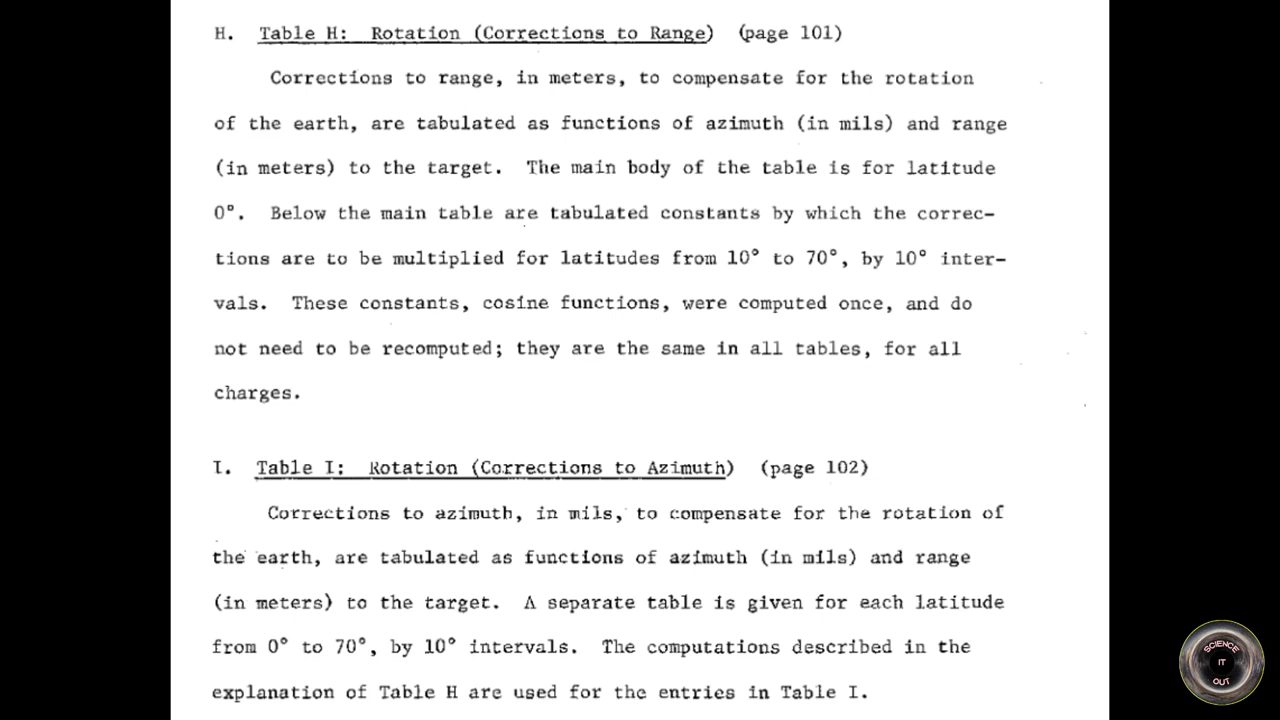 H. Table H: Rotation (Corrections to Range) (page 101)
Corrections to range, in meters, to compensate for the rotation
of the earth, are tabulated as functions of azimuth (in mils) and range
(in meters) to the target. The main body of the table is for latitude
0°. Below the main table are tabulated constants by which the correc-
tions are to be multiplied for latitudes from 10° to 70°, by 10° inter-
vals. These constants, cosine functions, were computed once, and do
not need to be recomputed; they are the same in all tables, for all
charges.
I. Table I: Rotation (Corrections to Azimuth) (page 102)
Corrections to azimuth, in mils, to compensate for the rotation of
the earth, are tabulated as functions of azimuth (in mils) and range
(in meters) to the target. A separate table is given for each latitude
from 0° to 70°, by 10° intervals. The computations described in the
explanation of Table H are used for the entries in Table I.
SCIENCE
IT
OUT